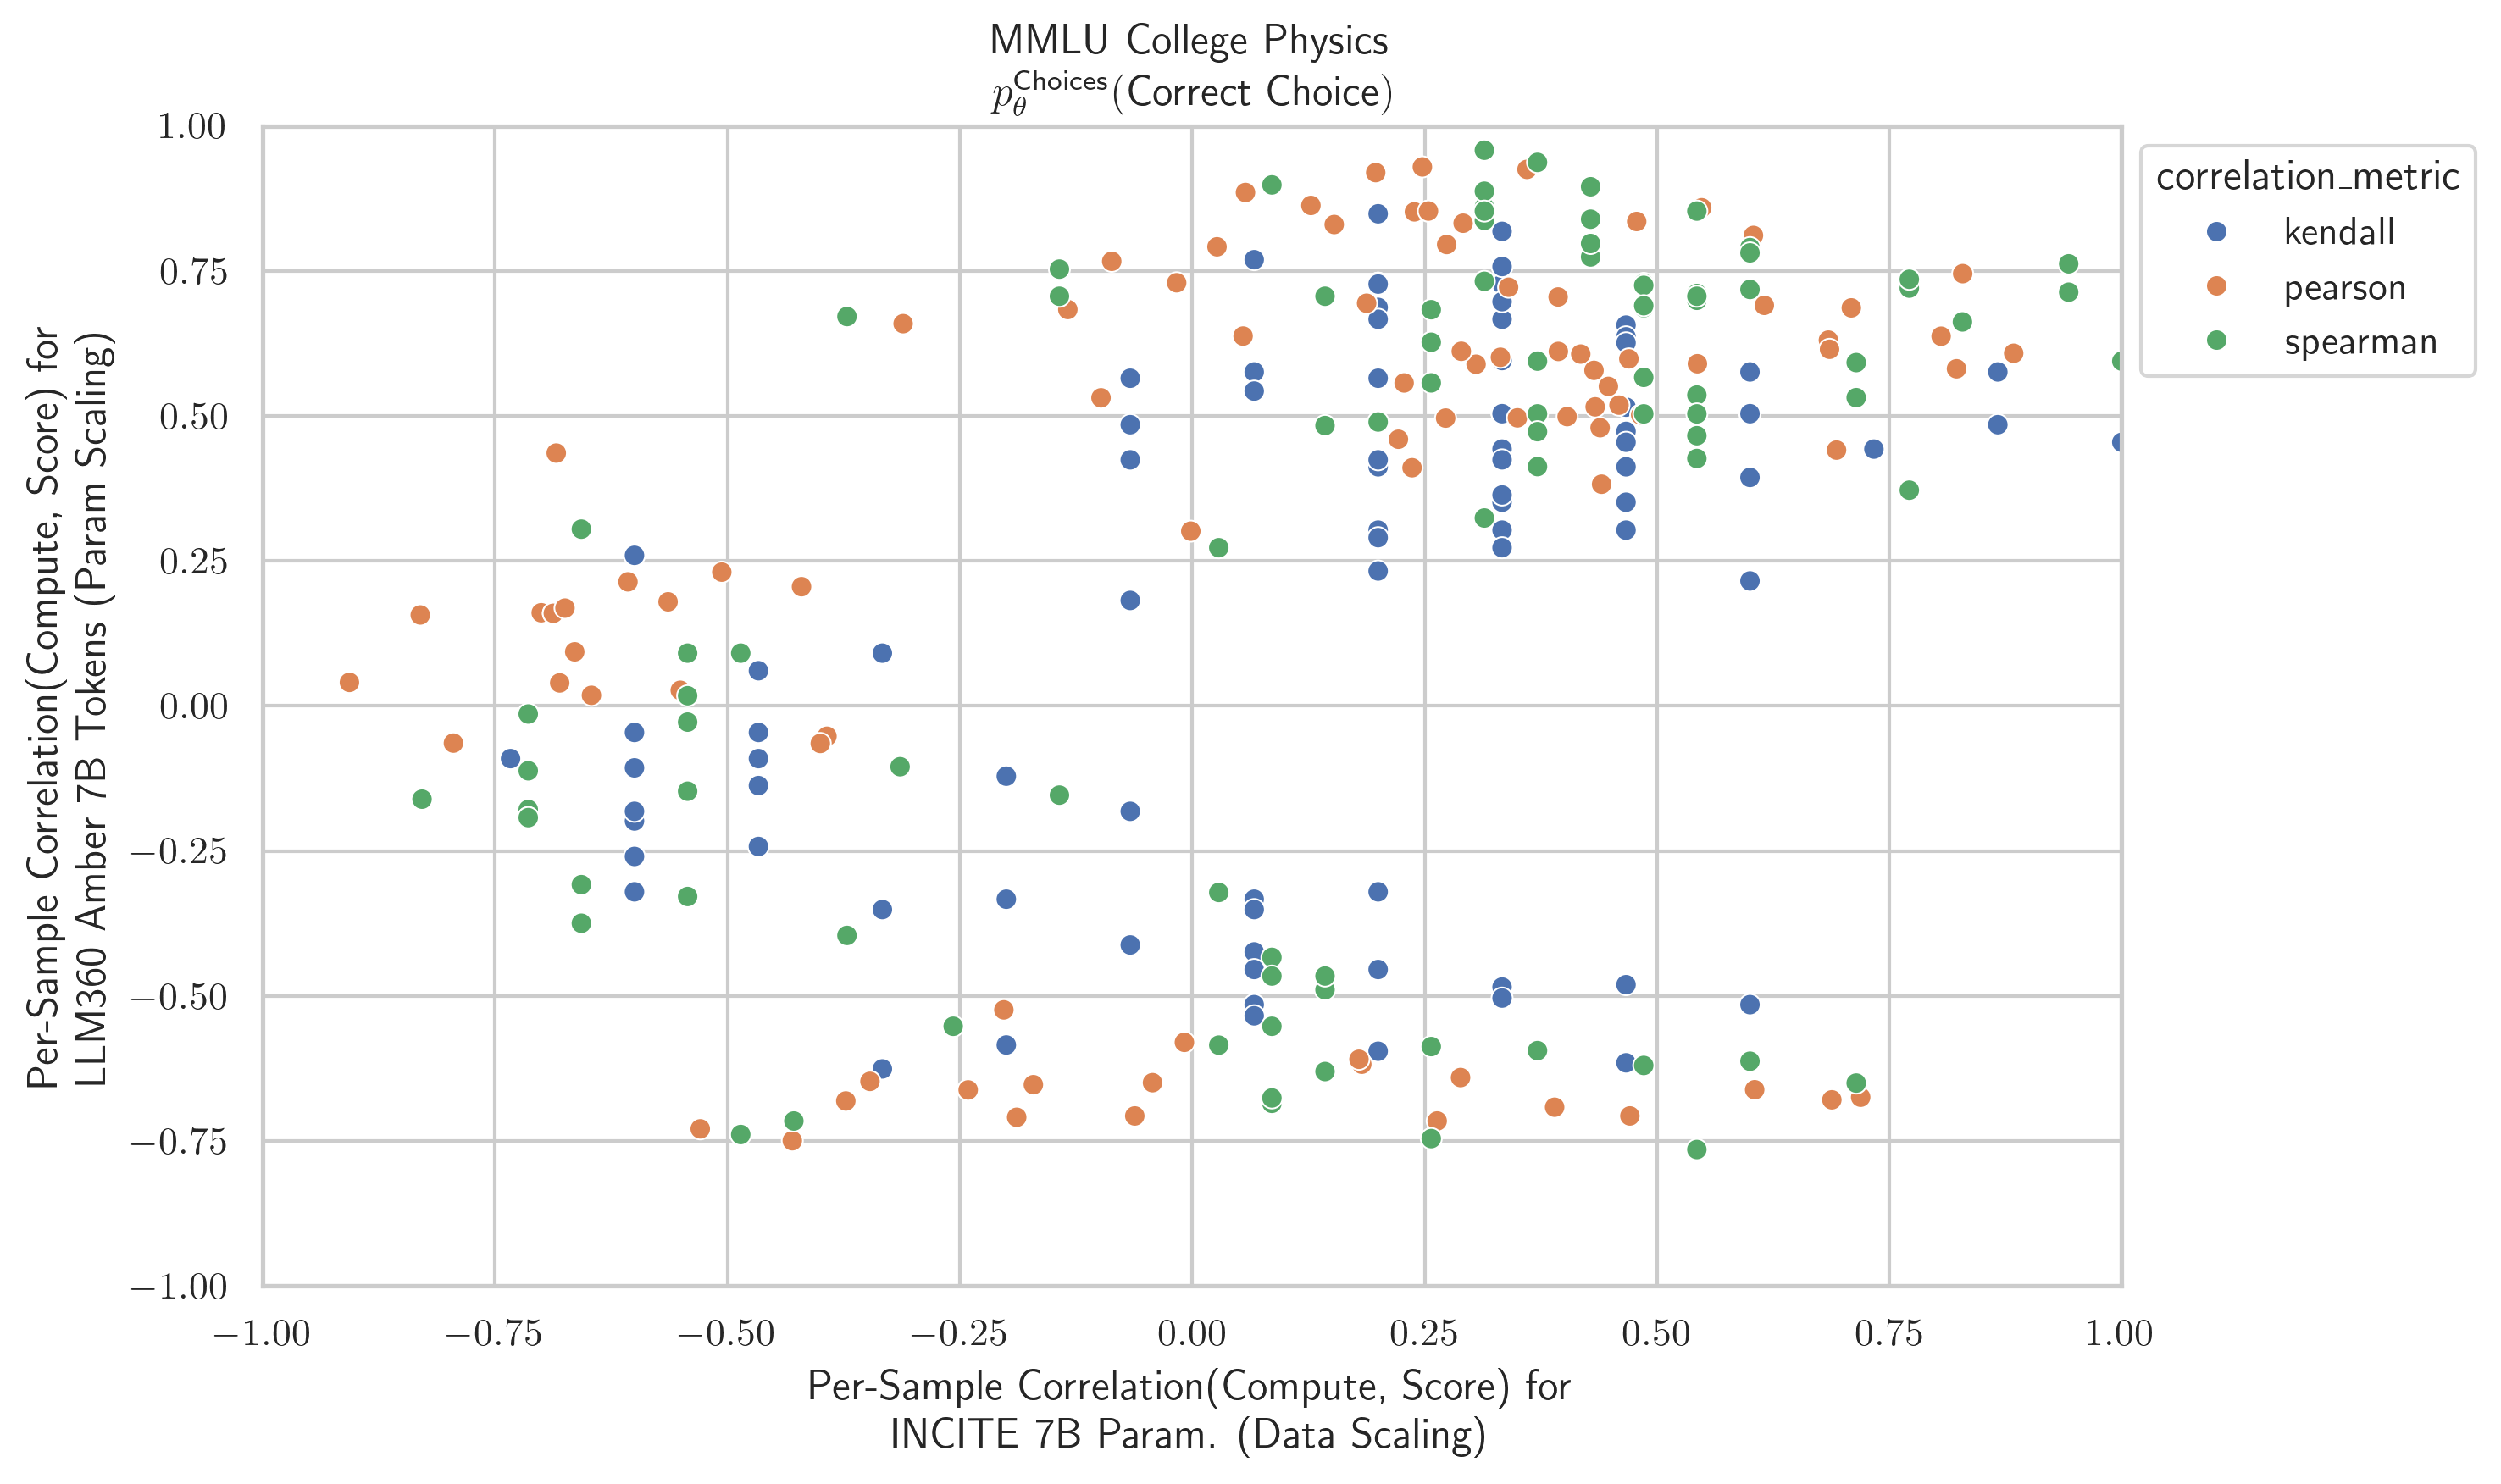 MMLU College Physics
p_θ^Choices(Correct Choice)
1.00
0.75
0.50
0.25
0.00
−0.25
−0.50
−0.75
−1.00
Per-Sample Correlation(Compute, Score) for
LLM360 Amber 7B Tokens (Param Scaling)
−1.00 −0.75 −0.50 −0.25 0.00 0.25 0.50 0.75 1.00
Per-Sample Correlation(Compute, Score) for
INCITE 7B Param. (Data Scaling)
correlation_metric
kendall
pearson
spearman